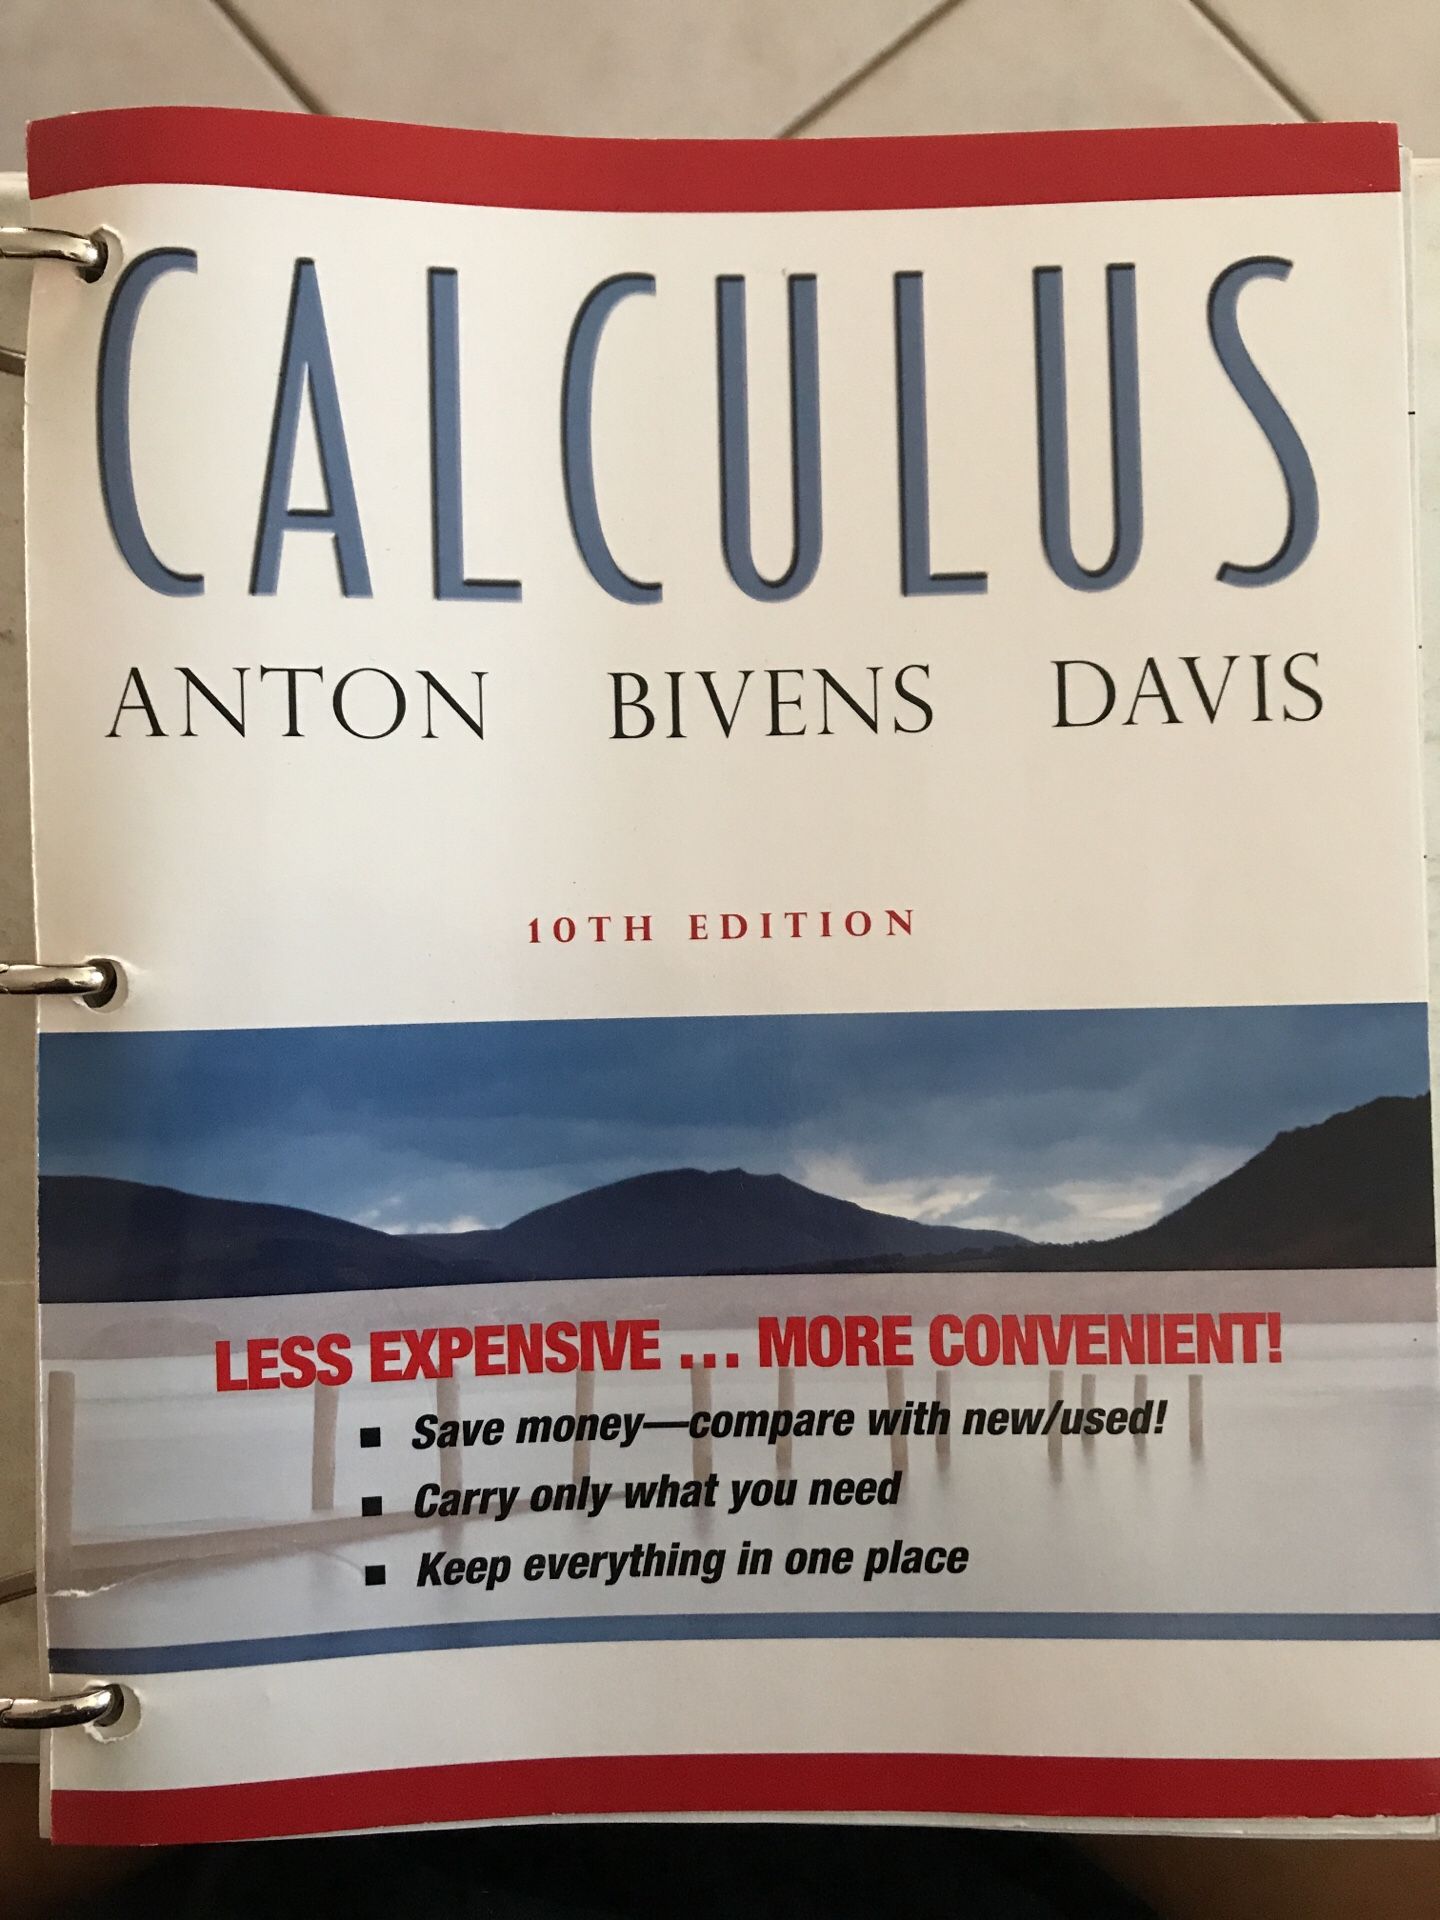 CALCULUS
ANTON BIVENS DAVIS
10TH EDITION
LESS EXPENSIVE ... MORE CONVENIENT!
■ Save money—compare with new/used!
■ Carry only what you need
■ Keep everything in one place